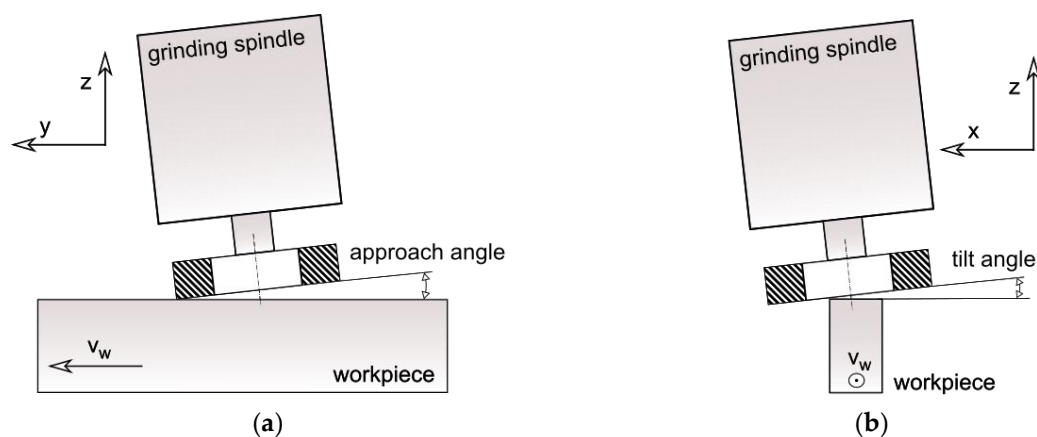 grinding spindle
z
y
approach angle
v_w
workpiece
(a)
grinding spindle
z
x
tilt angle
v_w
workpiece
(b)